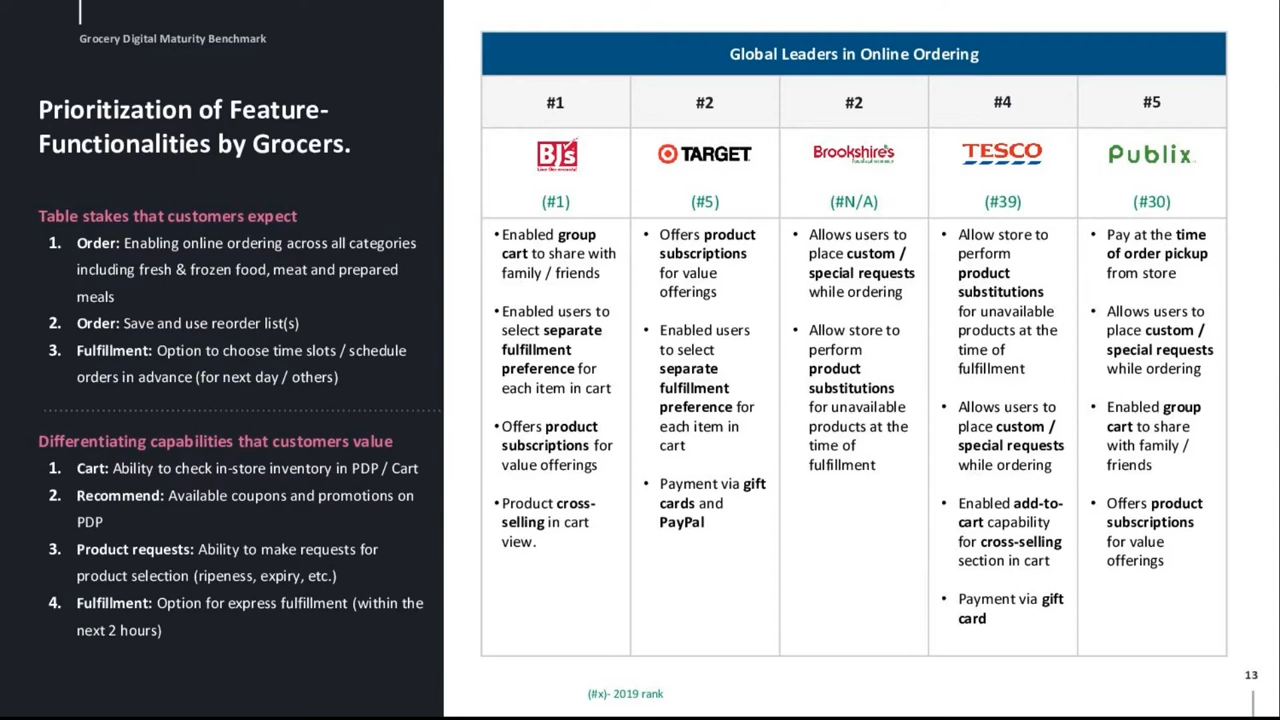 Grocery Digital Maturity Benchmark
Prioritization of Feature-
Functionalities by Grocers.
Table stakes that customers expect
1. Order: Enabling online ordering across all categories
including fresh & frozen food, meat and prepared
meals
2. Order: Save and use reorder list(s)
3. Fulfillment: Option to choose time slots / schedule
orders in advance (for next day / others)
Differentiating capabilities that customers value
1. Cart: Ability to check in-store inventory in PDP / Cart
2. Recommend: Available coupons and promotions on
PDP
3. Product requests: Ability to make requests for
product selection (ripeness, expiry, etc.)
4. Fulfillment: Option for express fulfillment (within the
next 2 hours)
Global Leaders in Online Ordering
#1
#2
#2
#4
#5
BJ's
TARGET
Brookshire's
TESCO
Publix
(#1)
(#5)
(#N/A)
(#39)
(#30)
• Enabled group
cart to share with
family / friends
• Enabled users to
select separate
fulfillment
preference for
each item in cart
• Offers product
subscriptions for
value offerings
• Product cross-
selling in cart
view.
• Offers product
subscriptions
for value
offerings
• Enabled users
to select
separate
fulfillment
preference for
each item in
cart
• Payment via gift
cards and
PayPal
• Allows users to
place custom /
special requests
while ordering
• Allow store to
perform
product
substitutions
for unavailable
products at the
time of
fulfillment
• Allow store to
perform
product
substitutions
for unavailable
products at the
time of
fulfillment
• Allows users to
place custom /
special requests
while ordering
• Enabled add-to-
cart capability
for cross-selling
section in cart
• Payment via gift
card
• Pay at the time
of order pickup
from store
• Allows users to
place custom /
special requests
while ordering
• Enabled group
cart to share
with family /
friends
• Offers product
subscriptions
for value
offerings
(#x)- 2019 rank
13